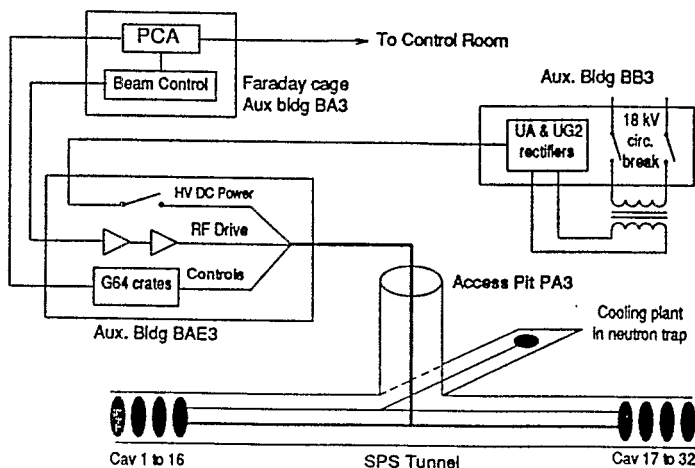 PCA
To Control Room
Beam Control
Faraday cage
Aux bldg BA3
Aux. Bldg BB3
UA & UG2
rectifiers
18 kV
circ.
break
HV DC Power
RF Drive
Controls
G64 crates
Aux. Bldg BAE3
Access Pit PA3
Cooling plant
in neutron trap
Cav 1 to 16
SPS Tunnel
Cav 17 to 32